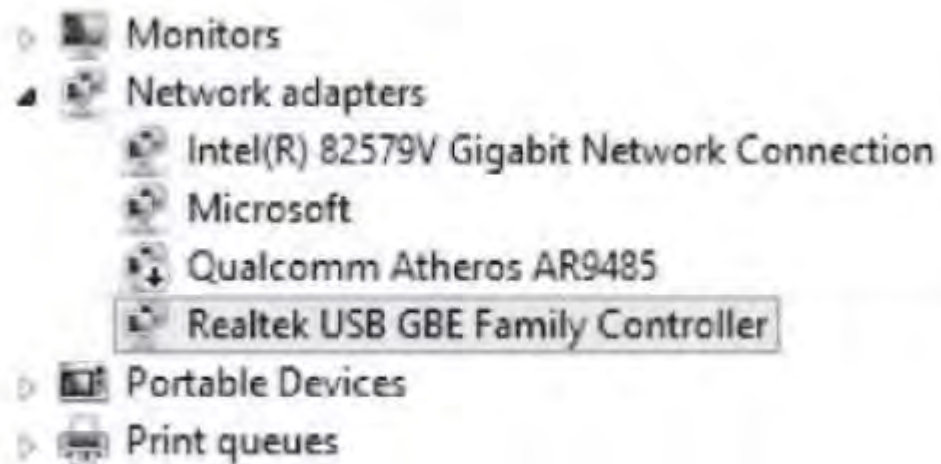 Monitors
Network adapters
Intel(R) 82579V Gigabit Network Connection
Microsoft
Qualcomm Atheros AR9485
Realtek USB GBE Family Controller
Portable Devices
Print queues